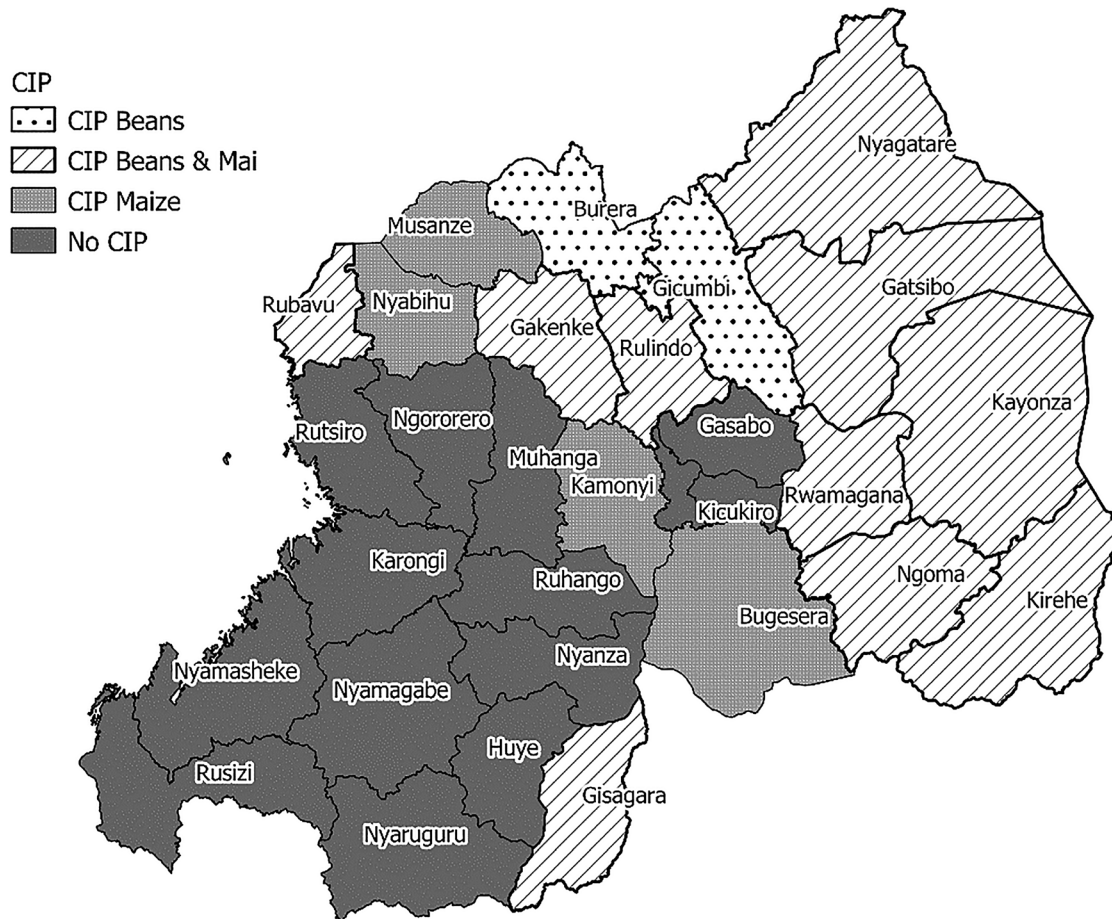 CIP
CIP Beans
CIP Beans & Mai
CIP Maize
No CIP
Nyagatare
Burera
Musanze
Gicumbi
Gatsibo
Rubavu
Nyabihu
Gakenke
Rulindo
Kayonza
Ngororero
Gasabo
Rutsiro
Muhanga
Kamonyi
Rwamagana
Kicukiro
Karongi
Ruhango
Ngoma
Kirehe
Bugesera
Nyanza
Nyamasheke
Nyamagabe
Huye
Rusizi
Gisagara
Nyaruguru